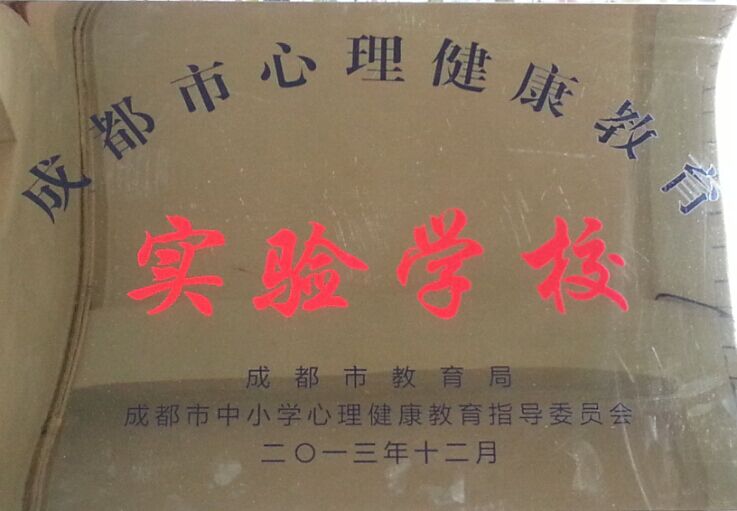 成都市心理健康教育
实验学校
成都市教育局
成都市中小学心理健康教育指导委员会
二〇一三年十二月